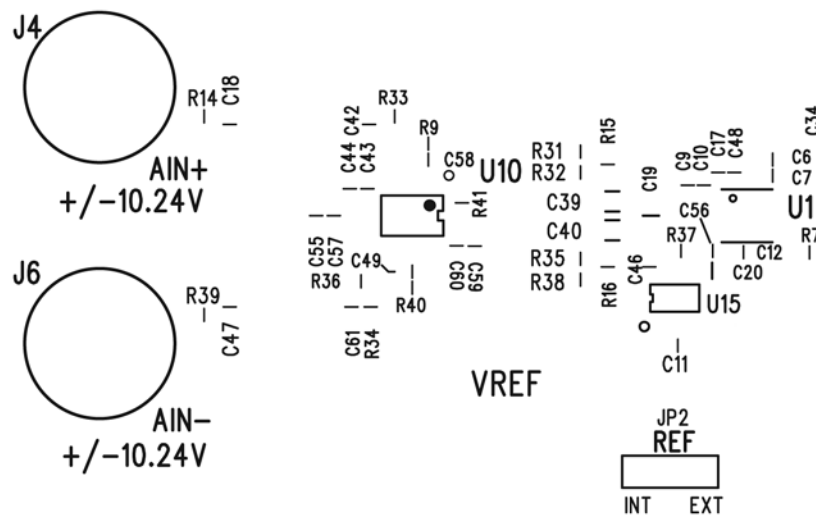 J4
R14
C18
AIN+
+/-10.24V
J6
R39
C47
AIN-
+/-10.24V
R33
C42
C44
C43
R9
C58
U10
R41
C55
C57
R36
C49
R40
C60
C59
C61
R34
VREF
R31
R32
C39
C40
R35
R38
R15
R16
C19
C46
C9
C10
C17
C48
C56
R37
C20
C12
C34
C6
C7
U1
R7
U15
C11
JP2
REF
INT EXT